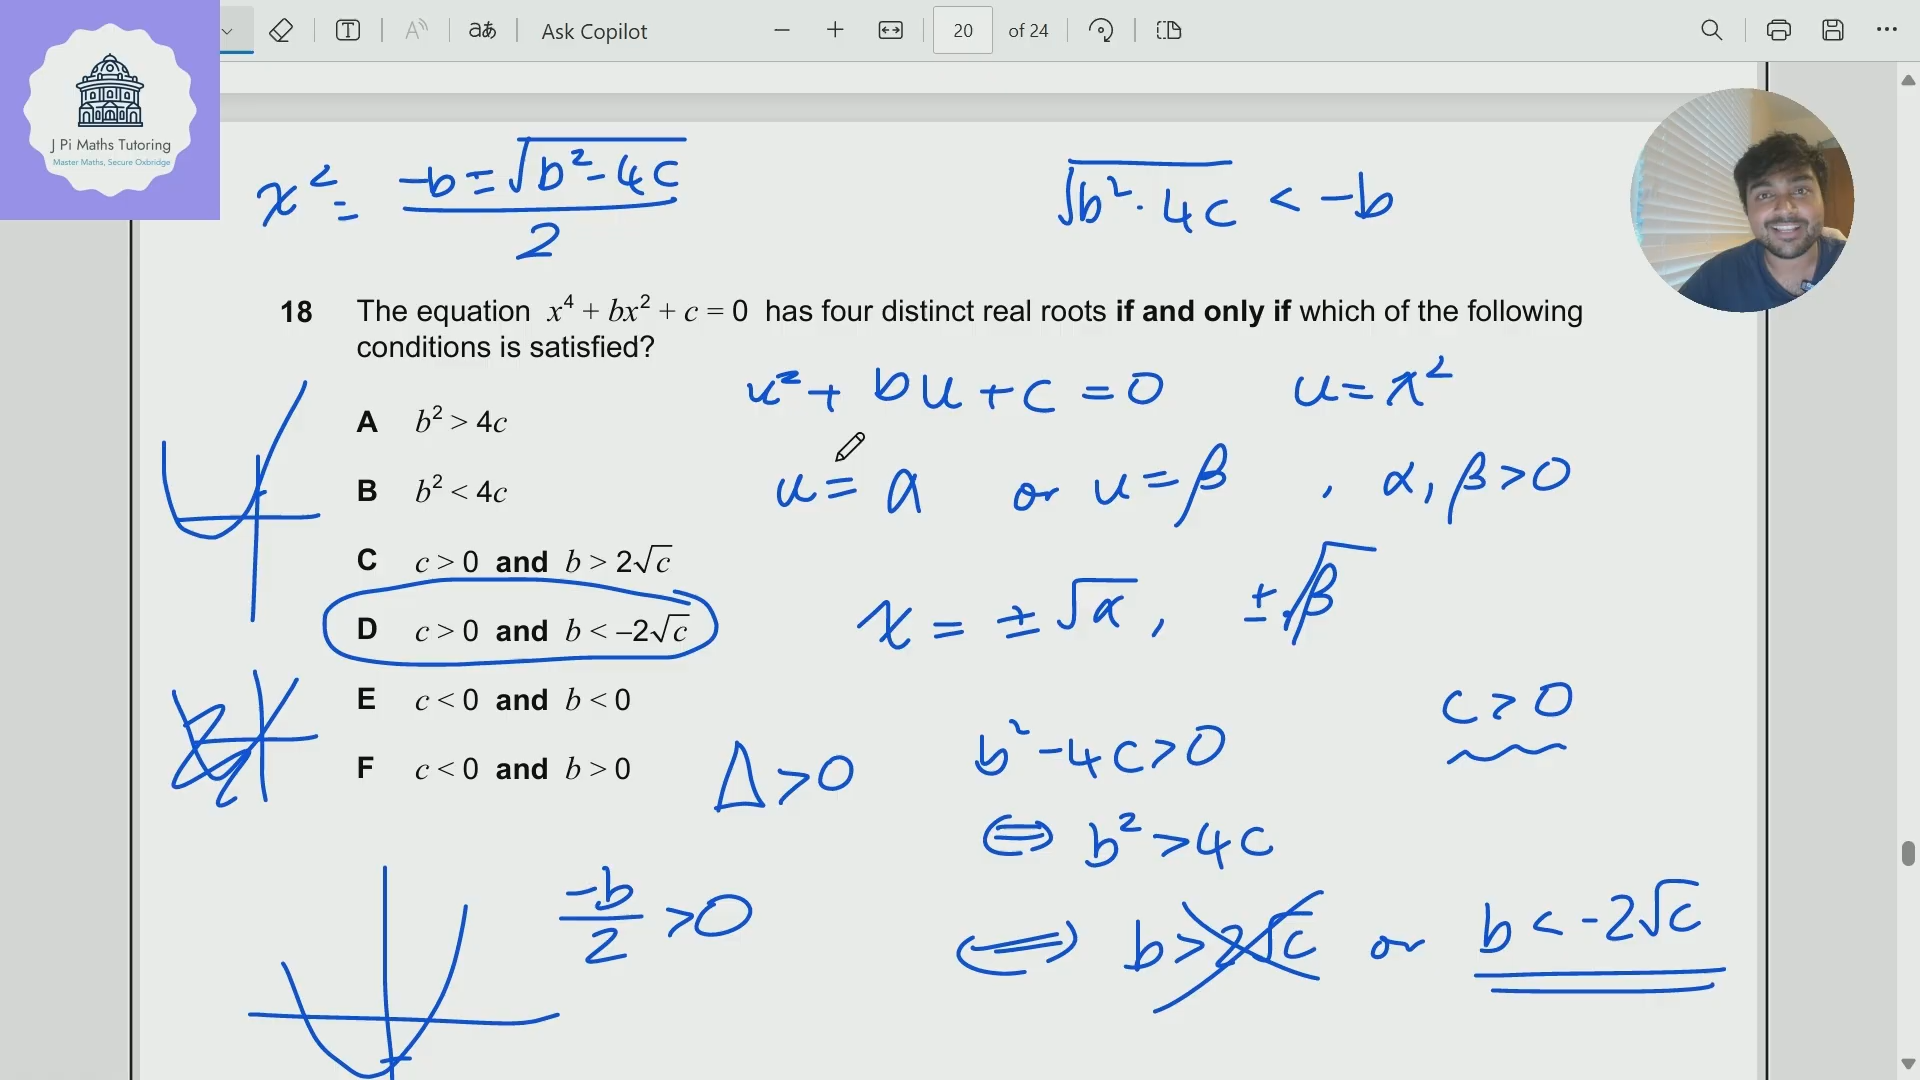 Ask Copilot
20 of 24
J Pi Maths Tutoring
Master Maths, Secure Oxbridge
x² = (-b ± √(b² - 4c)) / 2
√(b² - 4c) < -b
18 The equation x⁴ + bx² + c = 0 has four distinct real roots if and only if which of the following
conditions is satisfied?
u² + bu + c = 0 u = x²
A b² > 4c
u = α or u = β , α, β > 0
B b² < 4c
C c > 0 and b > 2√c
x = ± √α , ± √β
D c > 0 and b < –2√c
E c < 0 and b < 0
c > 0
F c < 0 and b > 0
Δ > 0 b² - 4c > 0
⇔ b² > 4c
-b/2 > 0
⇔ b > 2√c or b < -2√c